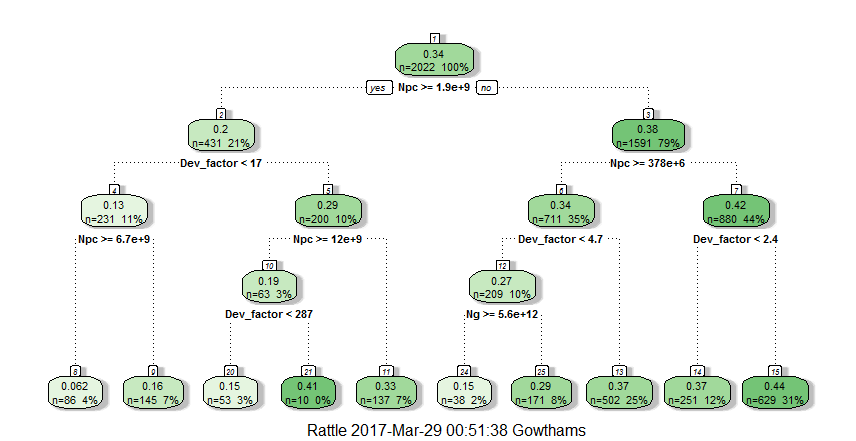 1
0.34
n=2022 100%
yes Npc >= 1.9e+9 no
2
0.2
n=431 21%
3
0.38
n=1591 79%
Dev_factor < 17
Npc >= 378e+6
4
0.13
n=231 11%
5
0.29
n=200 10%
6
0.34
n=711 35%
7
0.42
n=880 44%
Npc >= 6.7e+9
Npc >= 12e+9
Dev_factor < 4.7
Dev_factor < 2.4
10
0.19
n=63 3%
12
0.27
n=209 10%
Dev_factor < 287
Ng >= 5.6e+12
8
0.062
n=86 4%
9
0.16
n=145 7%
20
0.15
n=53 3%
21
0.41
n=10 0%
11
0.33
n=137 7%
24
0.15
n=38 2%
25
0.29
n=171 8%
13
0.37
n=502 25%
14
0.37
n=251 12%
15
0.44
n=629 31%
Rattle 2017-Mar-29 00:51:38 Gowthams